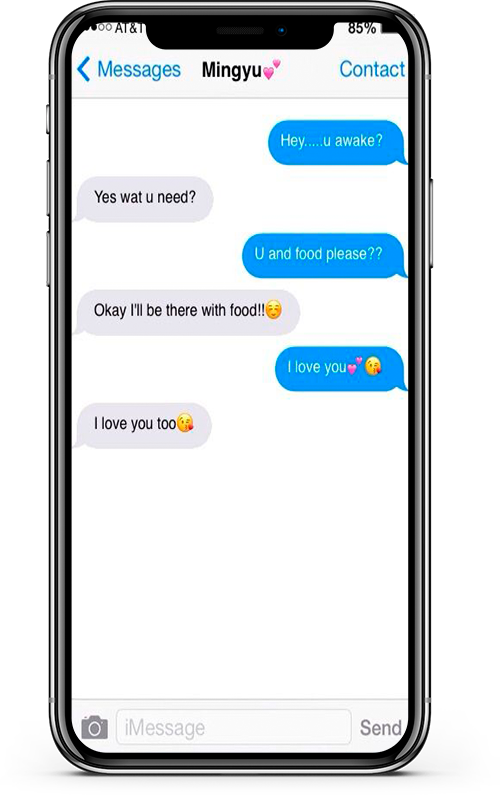 AT&T 85%
Messages Mingyu💕 Contact
Hey.....u awake?
Yes wat u need?
U and food please??
Okay I'll be there with food!!☺️
I love you💕😘
I love you too😘
iMessage Send